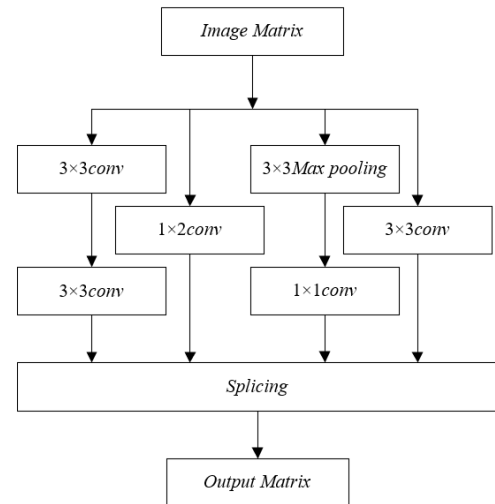 Image Matrix
3×3conv
3×3Max pooling
1×2conv
3×3conv
3×3conv
1×1conv
Splicing
Output Matrix